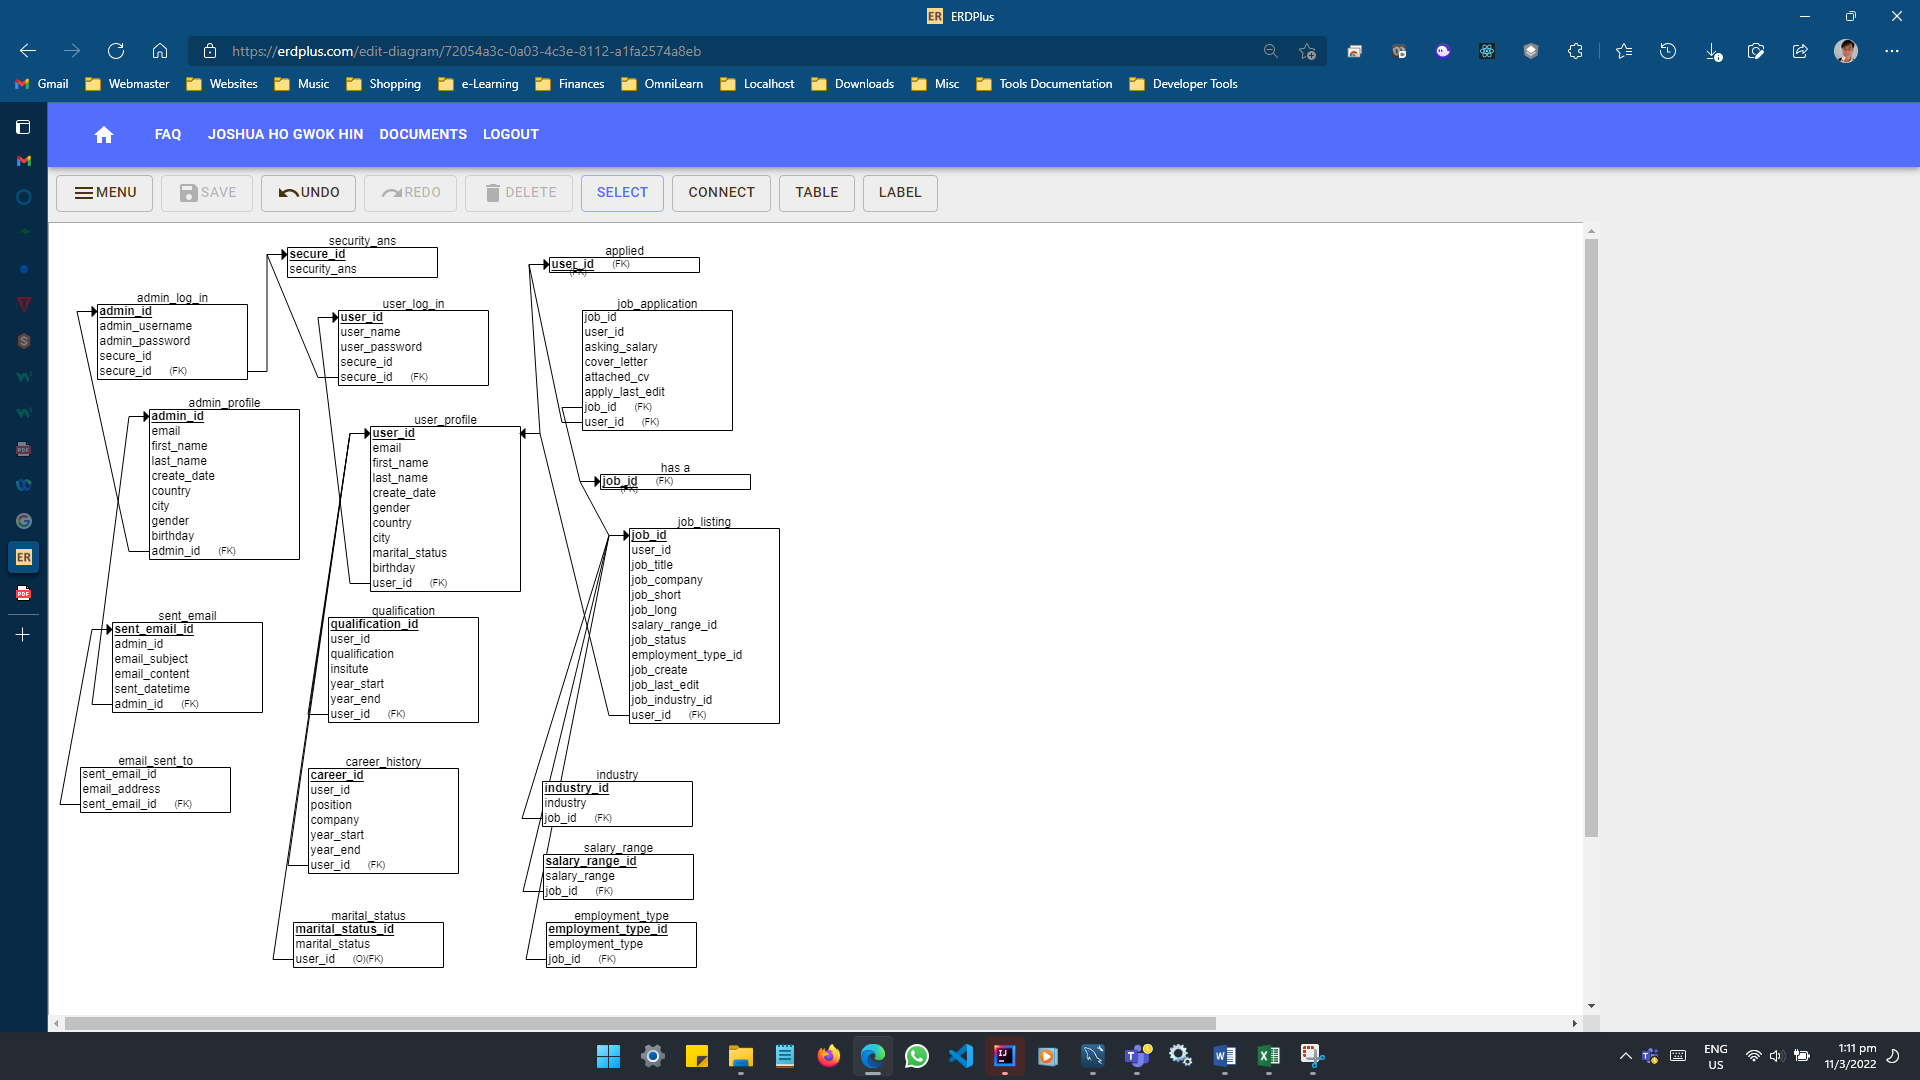 ERDPlus
https://erdplus.com/edit-diagram/72054a3c-0a03-4c3e-8112-a1fa2574a8eb
Gmail Webmaster Websites Music Shopping e-Learning Finances OmniLearn Localhost Downloads Misc Tools Documentation Developer Tools
FAQ JOSHUA HO GWOK HIN DOCUMENTS LOGOUT
MENU SAVE UNDO REDO DELETE SELECT CONNECT TABLE LABEL
security_ans
secure_id
security_ans
applied
user_id (FK)
(FK)
admin_log_in
admin_id
admin_username
admin_password
secure_id
secure_id (FK)
user_log_in
user_id
user_name
user_password
secure_id
secure_id (FK)
job_application
job_id
user_id
asking_salary
cover_letter
attached_cv
apply_last_edit
job_id (FK)
user_id (FK)
admin_profile
admin_id
email
first_name
last_name
create_date
country
city
gender
birthday
admin_id (FK)
user_profile
user_id
email
first_name
last_name
create_date
gender
country
city
marital_status
birthday
user_id (FK)
has a
job_id (FK)
(FK)
job_listing
job_id
user_id
job_title
job_company
job_short
job_long
salary_range_id
job_status
employment_type_id
job_create
job_last_edit
job_industry_id
user_id (FK)
sent_email
sent_email_id
admin_id
email_subject
email_content
sent_datetime
admin_id (FK)
qualification
qualification_id
user_id
qualification
insitute
year_start
year_end
user_id (FK)
email_sent_to
sent_email_id
email_address
sent_email_id (FK)
career_history
career_id
user_id
position
company
year_start
year_end
user_id (FK)
industry
industry_id
industry
job_id (FK)
salary_range
salary_range_id
salary_range
job_id (FK)
marital_status
marital_status_id
marital_status
user_id (O)(FK)
employment_type
employment_type_id
employment_type
job_id (FK)
ENG
US
1:11 pm
11/3/2022